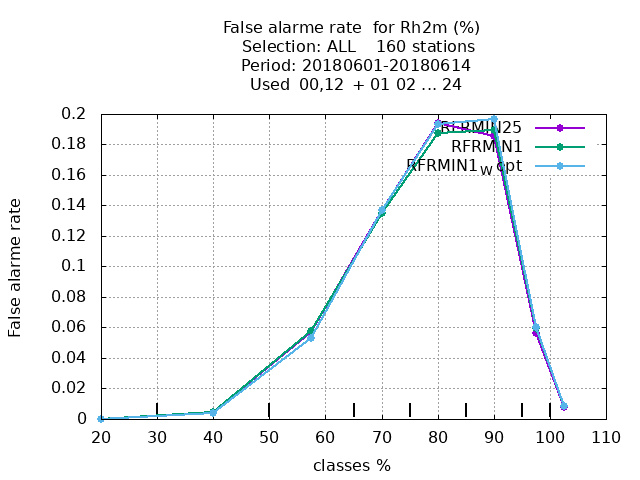 False alarme rate  for Rh2m (%)
Selection: ALL    160 stations
Period: 20180601-20180614
Used  00,12  + 01 02 ... 24
False alarme rate
0.2
0.18
0.16
0.14
0.12
0.1
0.08
0.06
0.04
0.02
0
RFRMIN25
RFRMIN1
RFRMIN1wopt
20 30 40 50 60 70 80 90 100 110
classes %